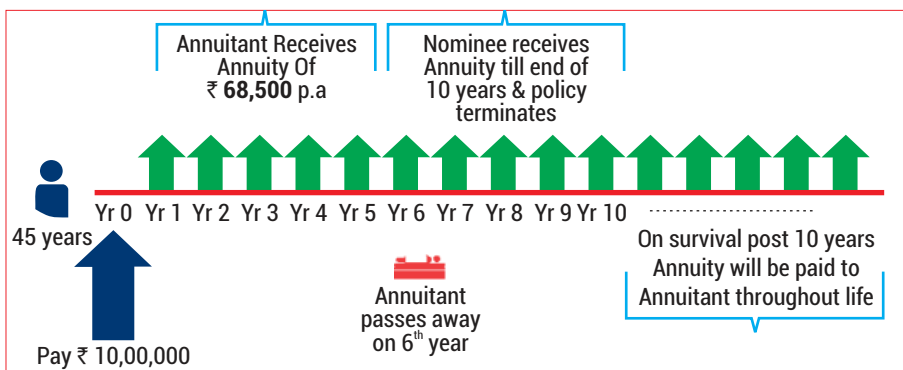 Annuitant Receives
Annuity Of
₹ 68,500 p.a
Nominee receives
Annuity till end of
10 years & policy
terminates
45 years
Yr 0 Yr 1 Yr 2 Yr 3 Yr 4 Yr 5 Yr 6 Yr 7 Yr 8 Yr 9 Yr 10
Pay ₹ 10,00,000
Annuitant
passes away
on 6th year
On survival post 10 years
Annuity will be paid to
Annuitant throughout life